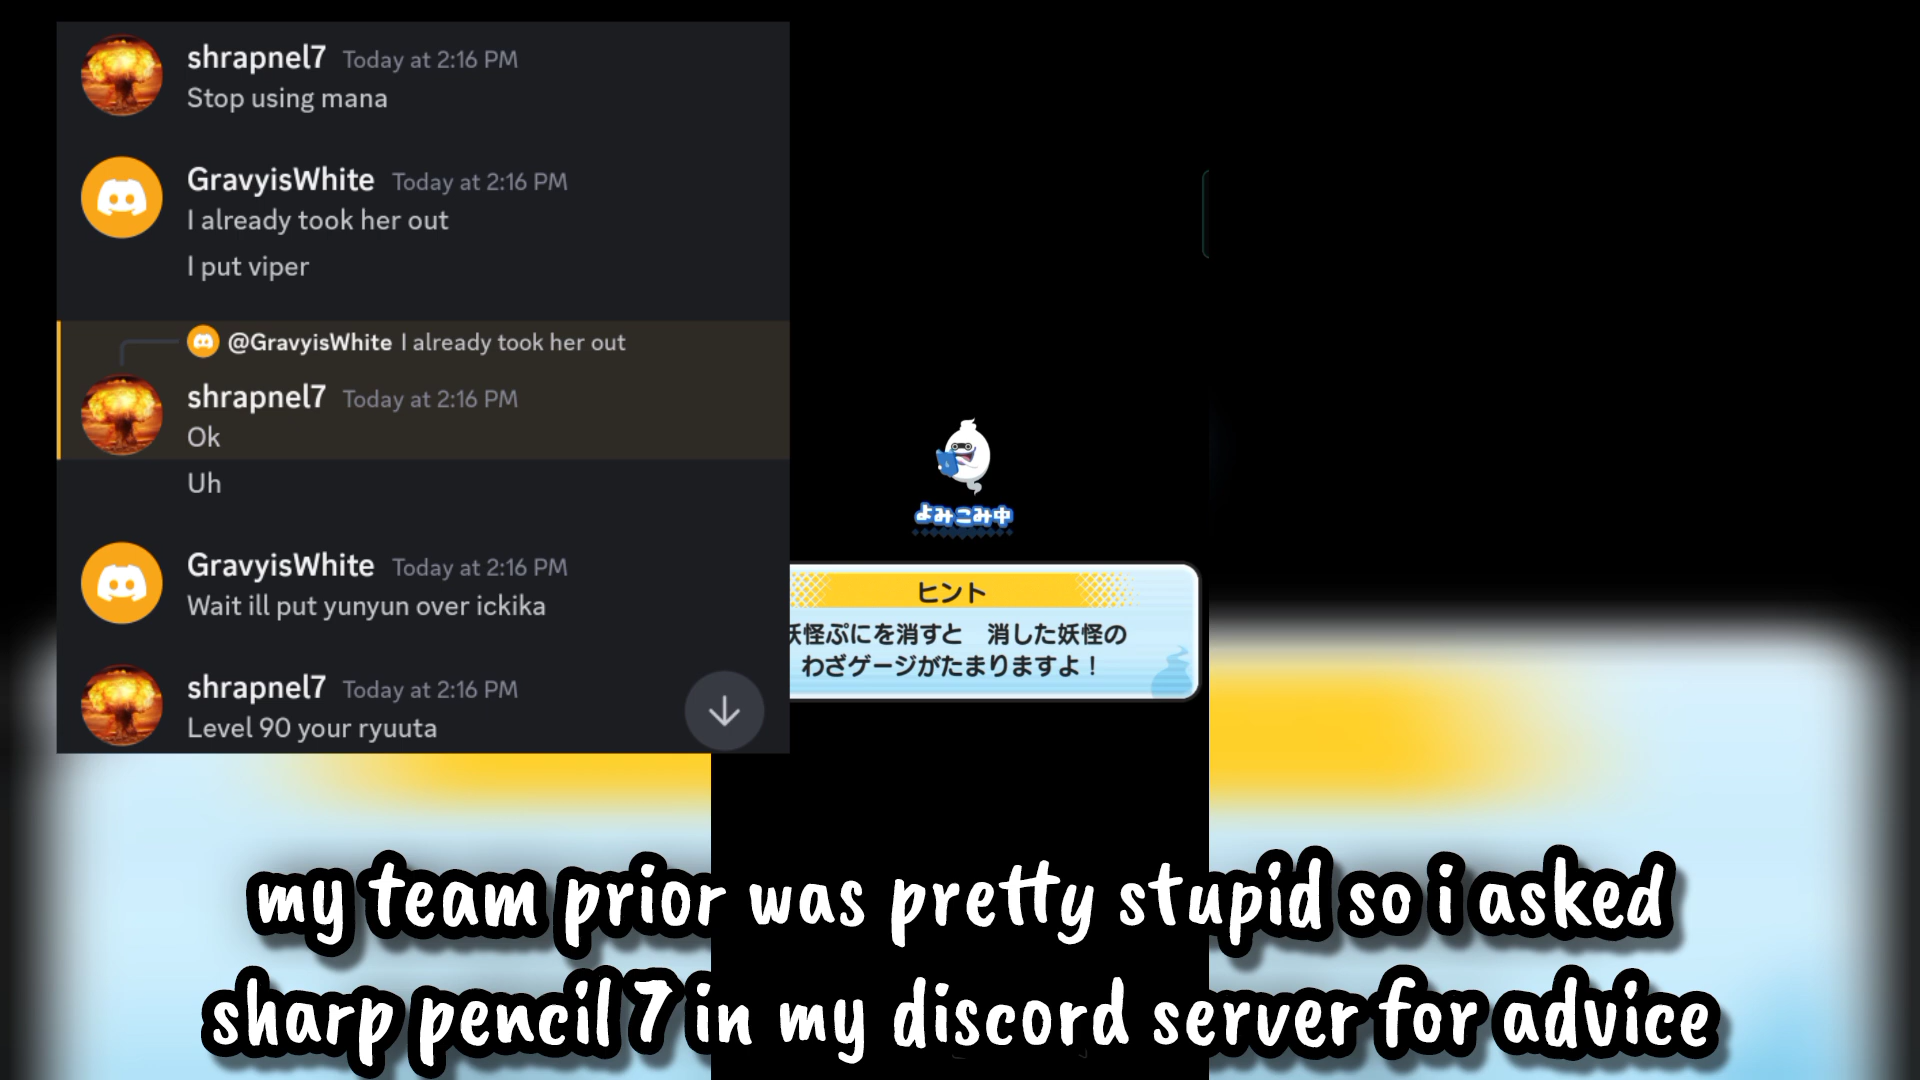 shrapnel7 Today at 2:16 PM
Stop using mana
GravyisWhite Today at 2:16 PM
I already took her out
I put viper
@GravyisWhite I already took her out
shrapnel7 Today at 2:16 PM
Ok
Uh
GravyisWhite Today at 2:16 PM
Wait ill put yunyun over ickika
shrapnel7 Today at 2:16 PM
Level 90 your ryuuta
よみこみ中
ヒント
妖怪ぷにを消すと 消した妖怪の
わざゲージがたまりますよ！
my team prior was pretty stupid so i asked
sharp pencil 7 in my discord server for advice